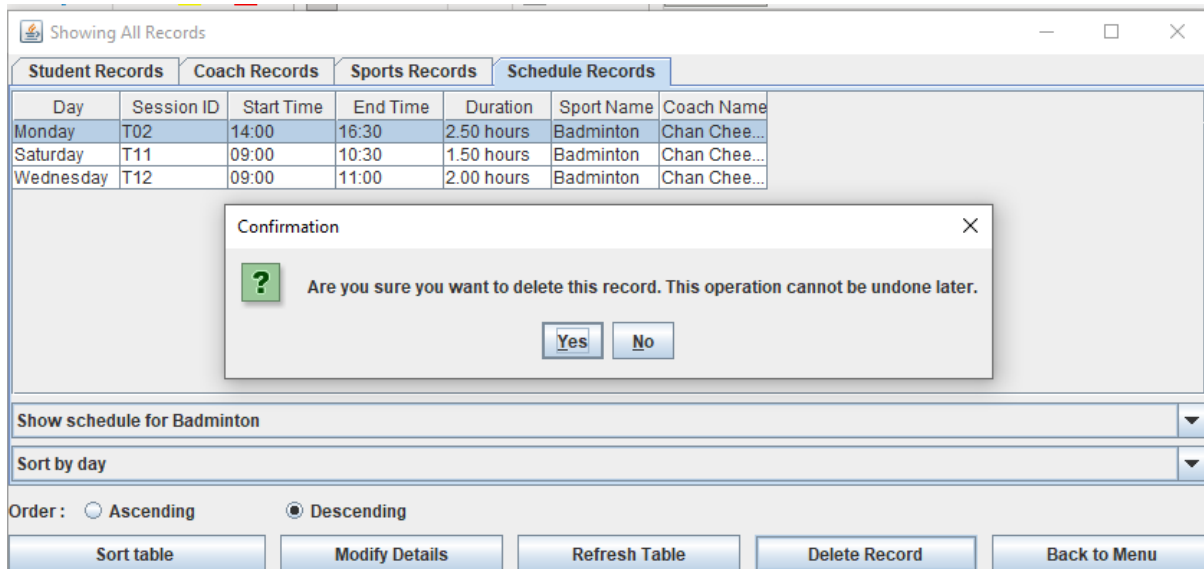 Showing All Records
Student Records Coach Records Sports Records Schedule Records
Day Session ID Start Time End Time Duration Sport Name Coach Name
Monday T02 14:00 16:30 2.50 hours Badminton Chan Chee...
Saturday T11 09:00 10:30 1.50 hours Badminton Chan Chee...
Wednesday T12 09:00 11:00 2.00 hours Badminton Chan Chee...
Confirmation
? Are you sure you want to delete this record. This operation cannot be undone later.
Yes No
Show schedule for Badminton
Sort by day
Order : Ascending Descending
Sort table Modify Details Refresh Table Delete Record Back to Menu